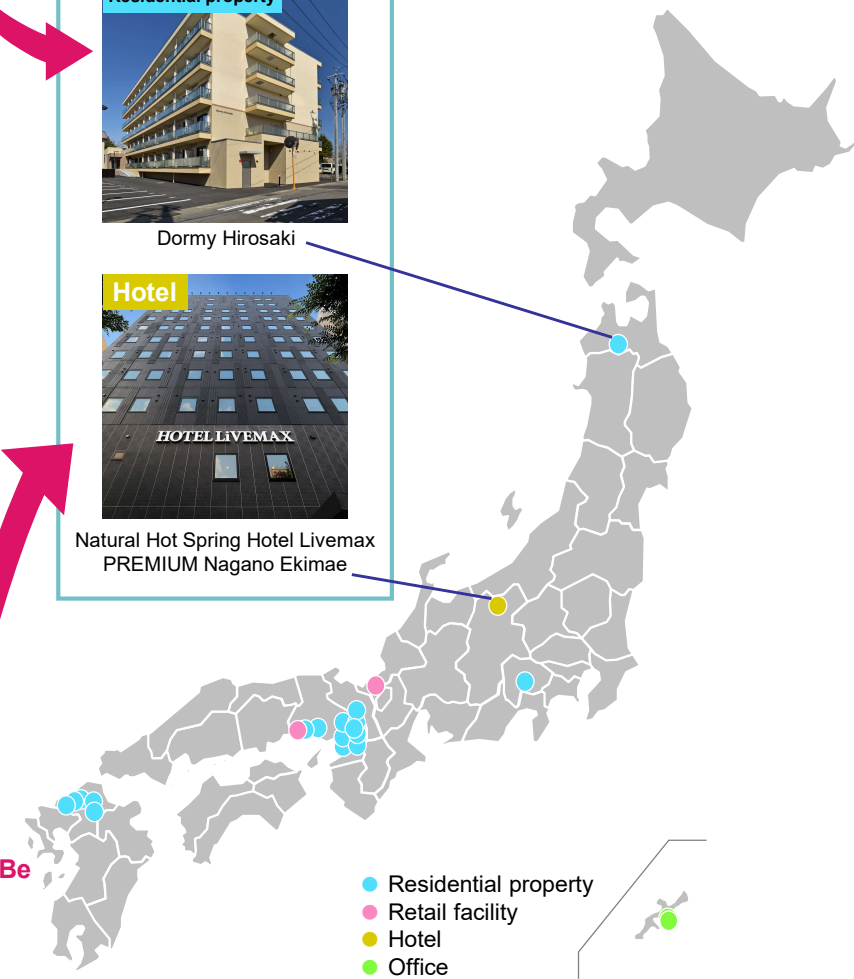 Residential property
Dormy Hirosaki
Hotel
HOTEL LiVEMAX
Natural Hot Spring Hotel Livemax
PREMIUM Nagano Ekimae
Be
Residential property
Retail facility
Hotel
Office